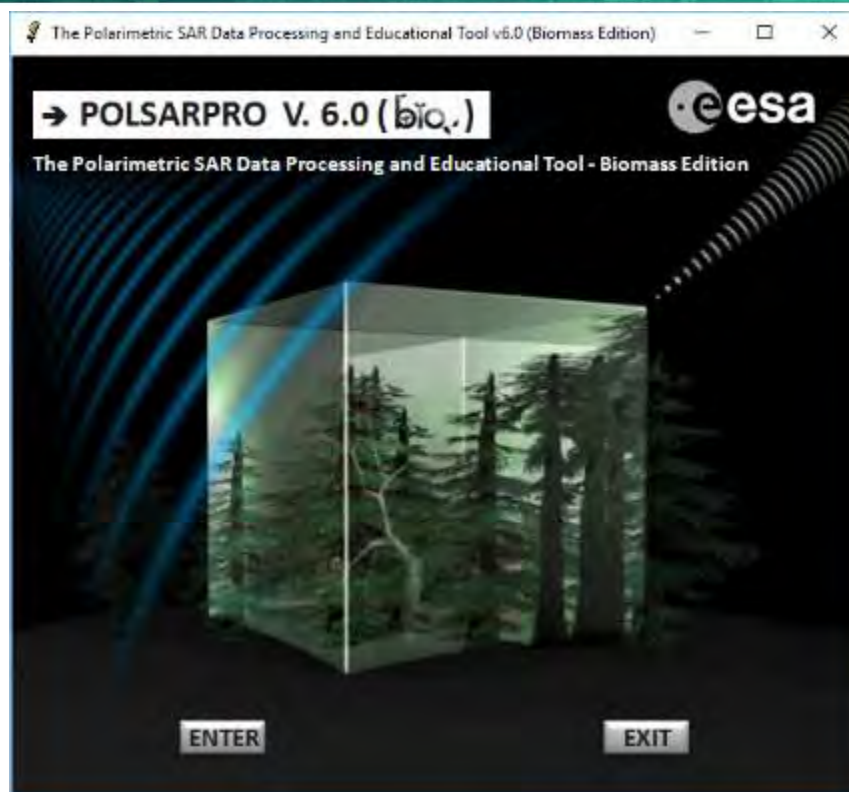 The Polarimetric SAR Data Processing and Educational Tool v6.0 (Biomass Edition)
→ POLSARPRO V. 6.0 (bio.)
esa
The Polarimetric SAR Data Processing and Educational Tool - Biomass Edition
ENTER
EXIT